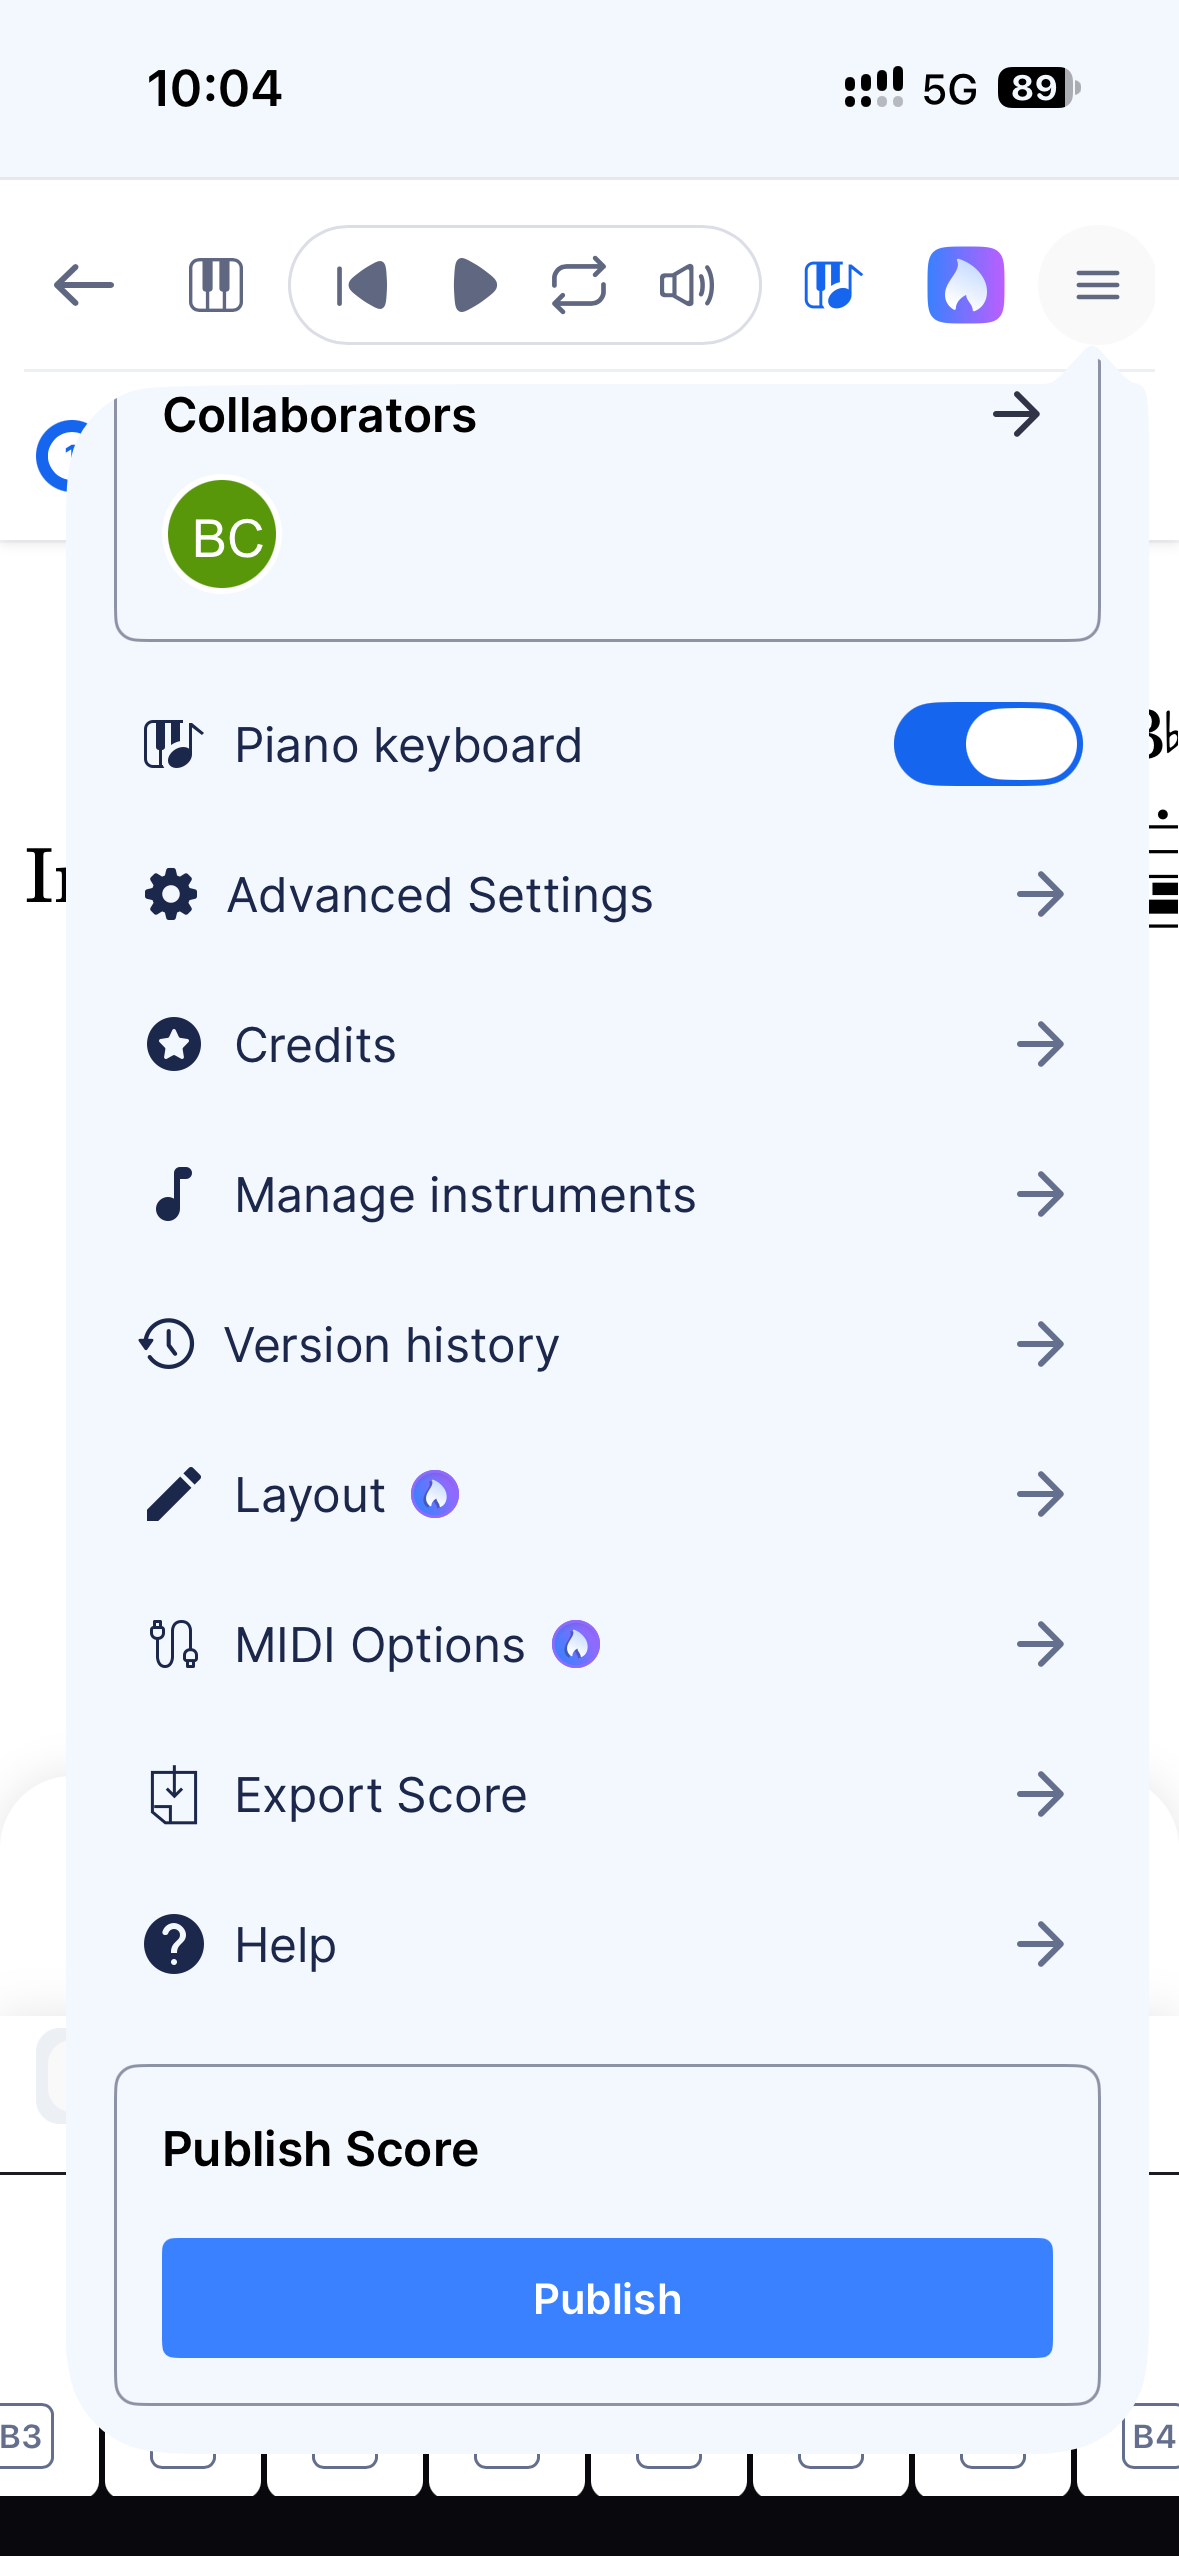 10:04
5G 89
Collaborators
BC
Piano keyboard
Advanced Settings
Credits
Manage instruments
Version history
Layout
MIDI Options
Export Score
Help
Publish Score
Publish
B3 B4